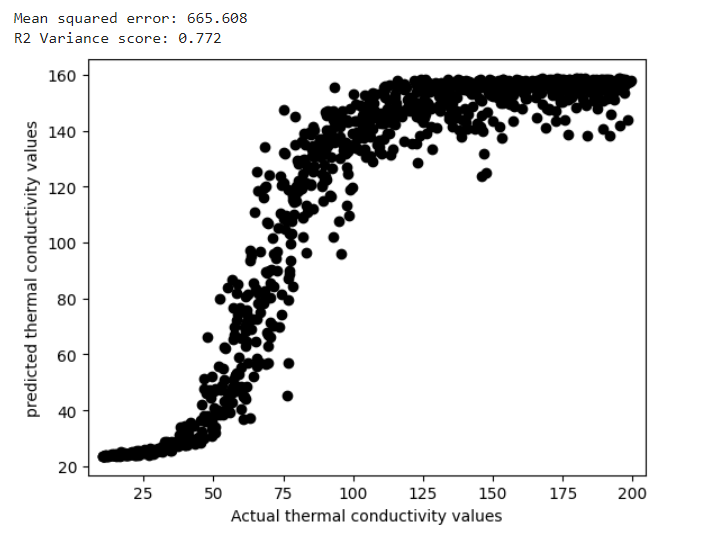 Mean squared error: 665.608
R2 Variance score: 0.772
160
140
120
100
80
60
40
20
predicted thermal conductivity values
25 50 75 100 125 150 175 200
Actual thermal conductivity values